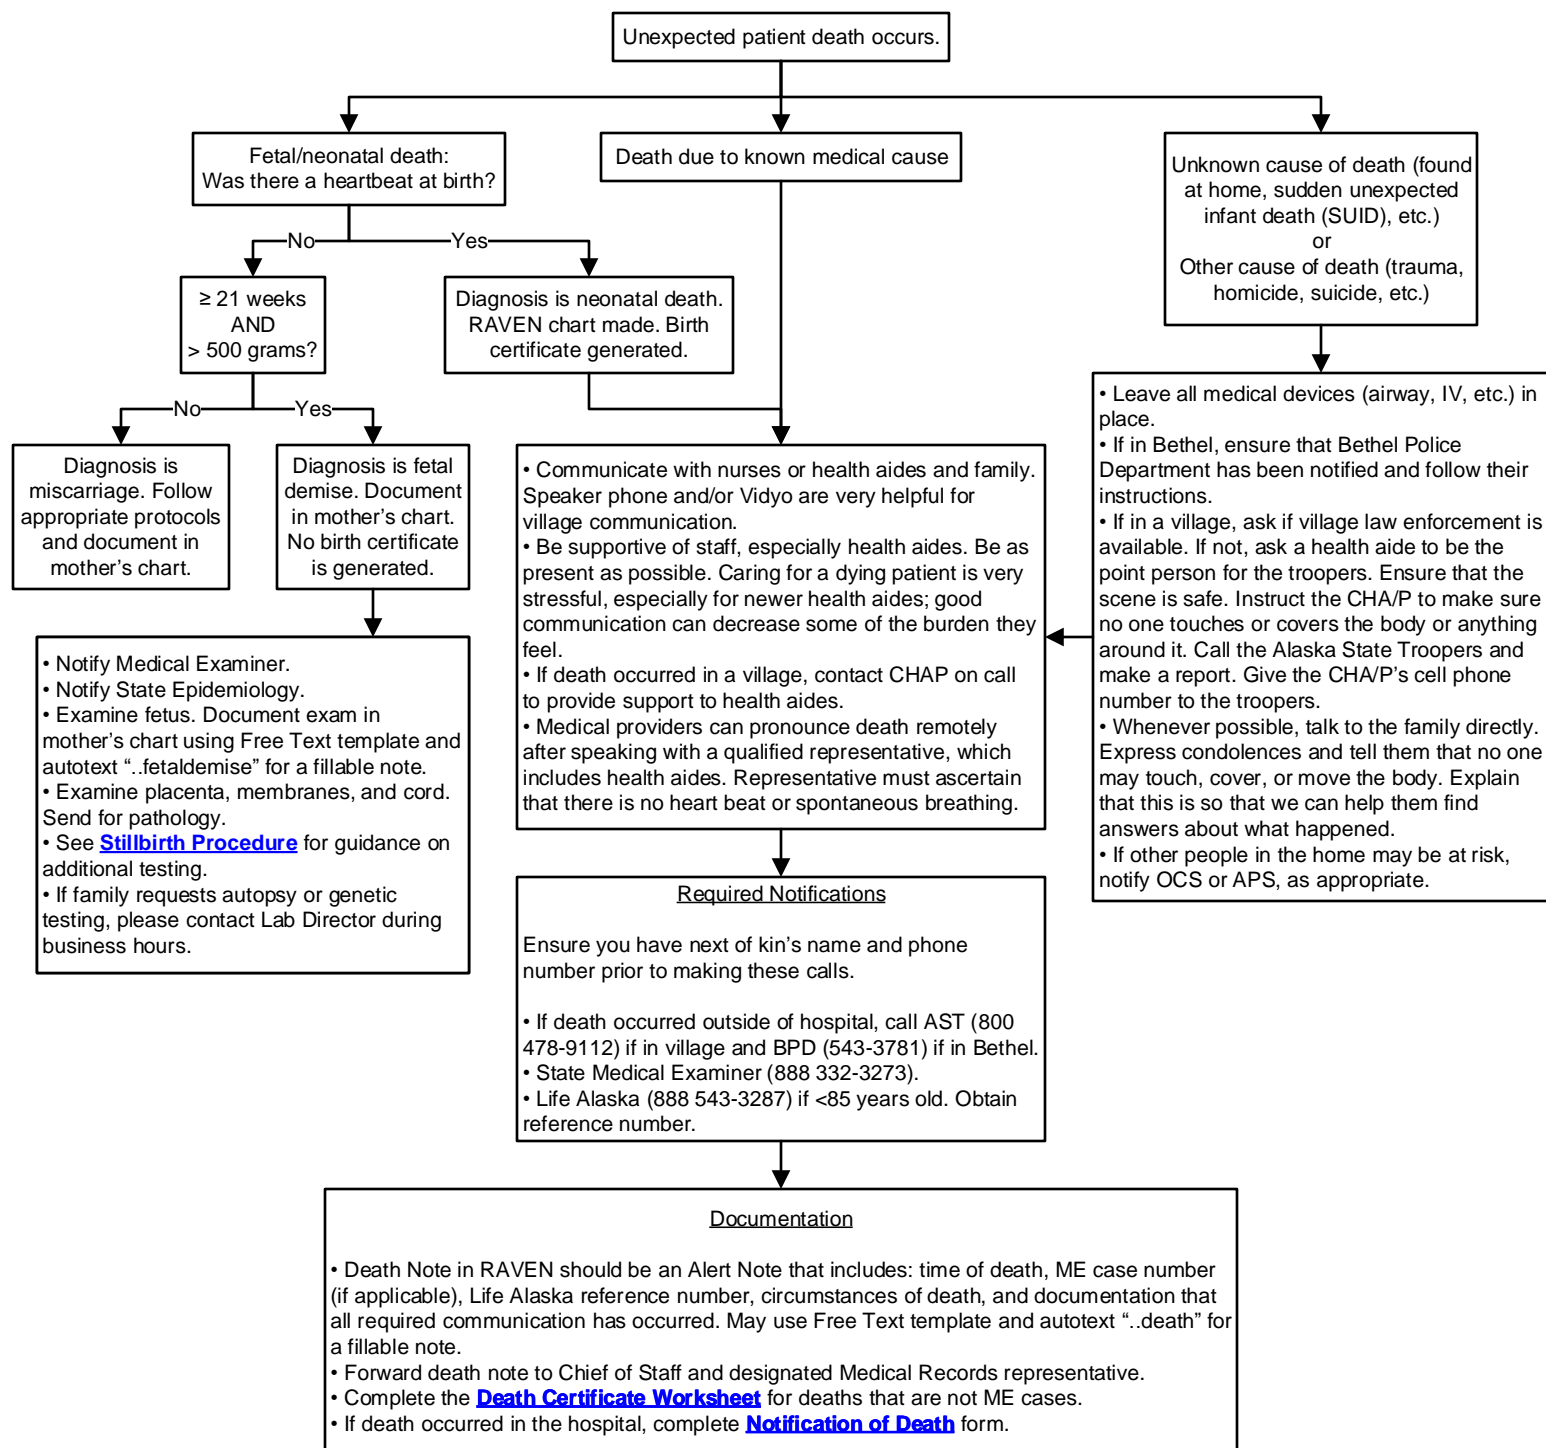 Unexpected patient death occurs.
Fetal/neonatal death:
Was there a heartbeat at birth?
Death due to known medical cause
Unknown cause of death (found
at home, sudden unexpected
infant death (SUID), etc.)
or
Other cause of death (trauma,
homicide, suicide, etc.)
No
Yes
≥ 21 weeks
AND
> 500 grams?
Diagnosis is neonatal death.
RAVEN chart made. Birth
certificate generated.
No
Yes
Diagnosis is
miscarriage. Follow
appropriate protocols
and document in
mother’s chart.
Diagnosis is fetal
demise. Document
in mother’s chart.
No birth certificate
is generated.
• Notify Medical Examiner.
• Notify State Epidemiology.
• Examine fetus. Document exam in
mother’s chart using Free Text template and
autotext “..fetaldemise” for a fillable note.
• Examine placenta, membranes, and cord.
Send for pathology.
• See Stillbirth Procedure for guidance on
additional testing.
• If family requests autopsy or genetic
testing, please contact Lab Director during
business hours.
• Communicate with nurses or health aides and family.
Speaker phone and/or Vidyo are very helpful for
village communication.
• Be supportive of staff, especially health aides. Be as
present as possible. Caring for a dying patient is very
stressful, especially for newer health aides; good
communication can decrease some of the burden they
feel.
• If death occurred in a village, contact CHAP on call
to provide support to health aides.
• Medical providers can pronounce death remotely
after speaking with a qualified representative, which
includes health aides. Representative must ascertain
that there is no heart beat or spontaneous breathing.
• Leave all medical devices (airway, IV, etc.) in
place.
• If in Bethel, ensure that Bethel Police
Department has been notified and follow their
instructions.
• If in a village, ask if village law enforcement is
available. If not, ask a health aide to be the
point person for the troopers. Ensure that the
scene is safe. Instruct the CHA/P to make sure
no one touches or covers the body or anything
around it. Call the Alaska State Troopers and
make a report. Give the CHA/P’s cell phone
number to the troopers.
• Whenever possible, talk to the family directly.
Express condolences and tell them that no one
may touch, cover, or move the body. Explain
that this is so that we can help them find
answers about what happened.
• If other people in the home may be at risk,
notify OCS or APS, as appropriate.
Required Notifications
Ensure you have next of kin’s name and phone
number prior to making these calls.
• If death occurred outside of hospital, call AST (800
478-9112) if in village and BPD (543-3781) if in Bethel.
• State Medical Examiner (888 332-3273).
• Life Alaska (888 543-3287) if <85 years old. Obtain
reference number.
Documentation
• Death Note in RAVEN should be an Alert Note that includes: time of death, ME case number
(if applicable), Life Alaska reference number, circumstances of death, and documentation that
all required communication has occurred. May use Free Text template and autotext “..death” for
a fillable note.
• Forward death note to Chief of Staff and designated Medical Records representative.
• Complete the Death Certificate Worksheet for deaths that are not ME cases.
• If death occurred in the hospital, complete Notification of Death form.